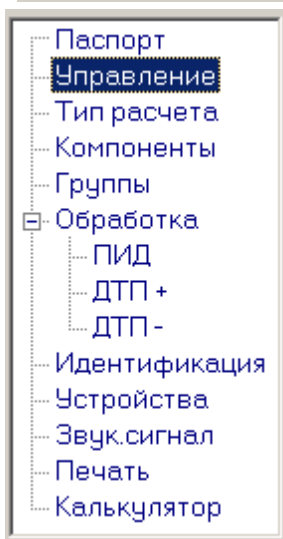 Паспорт
Управление
Тип расчета
Компоненты
Группы
Обработка
ПИД
ДТП +
ДТП -
Идентификация
Устройства
Звук.сигнал
Печать
Калькулятор